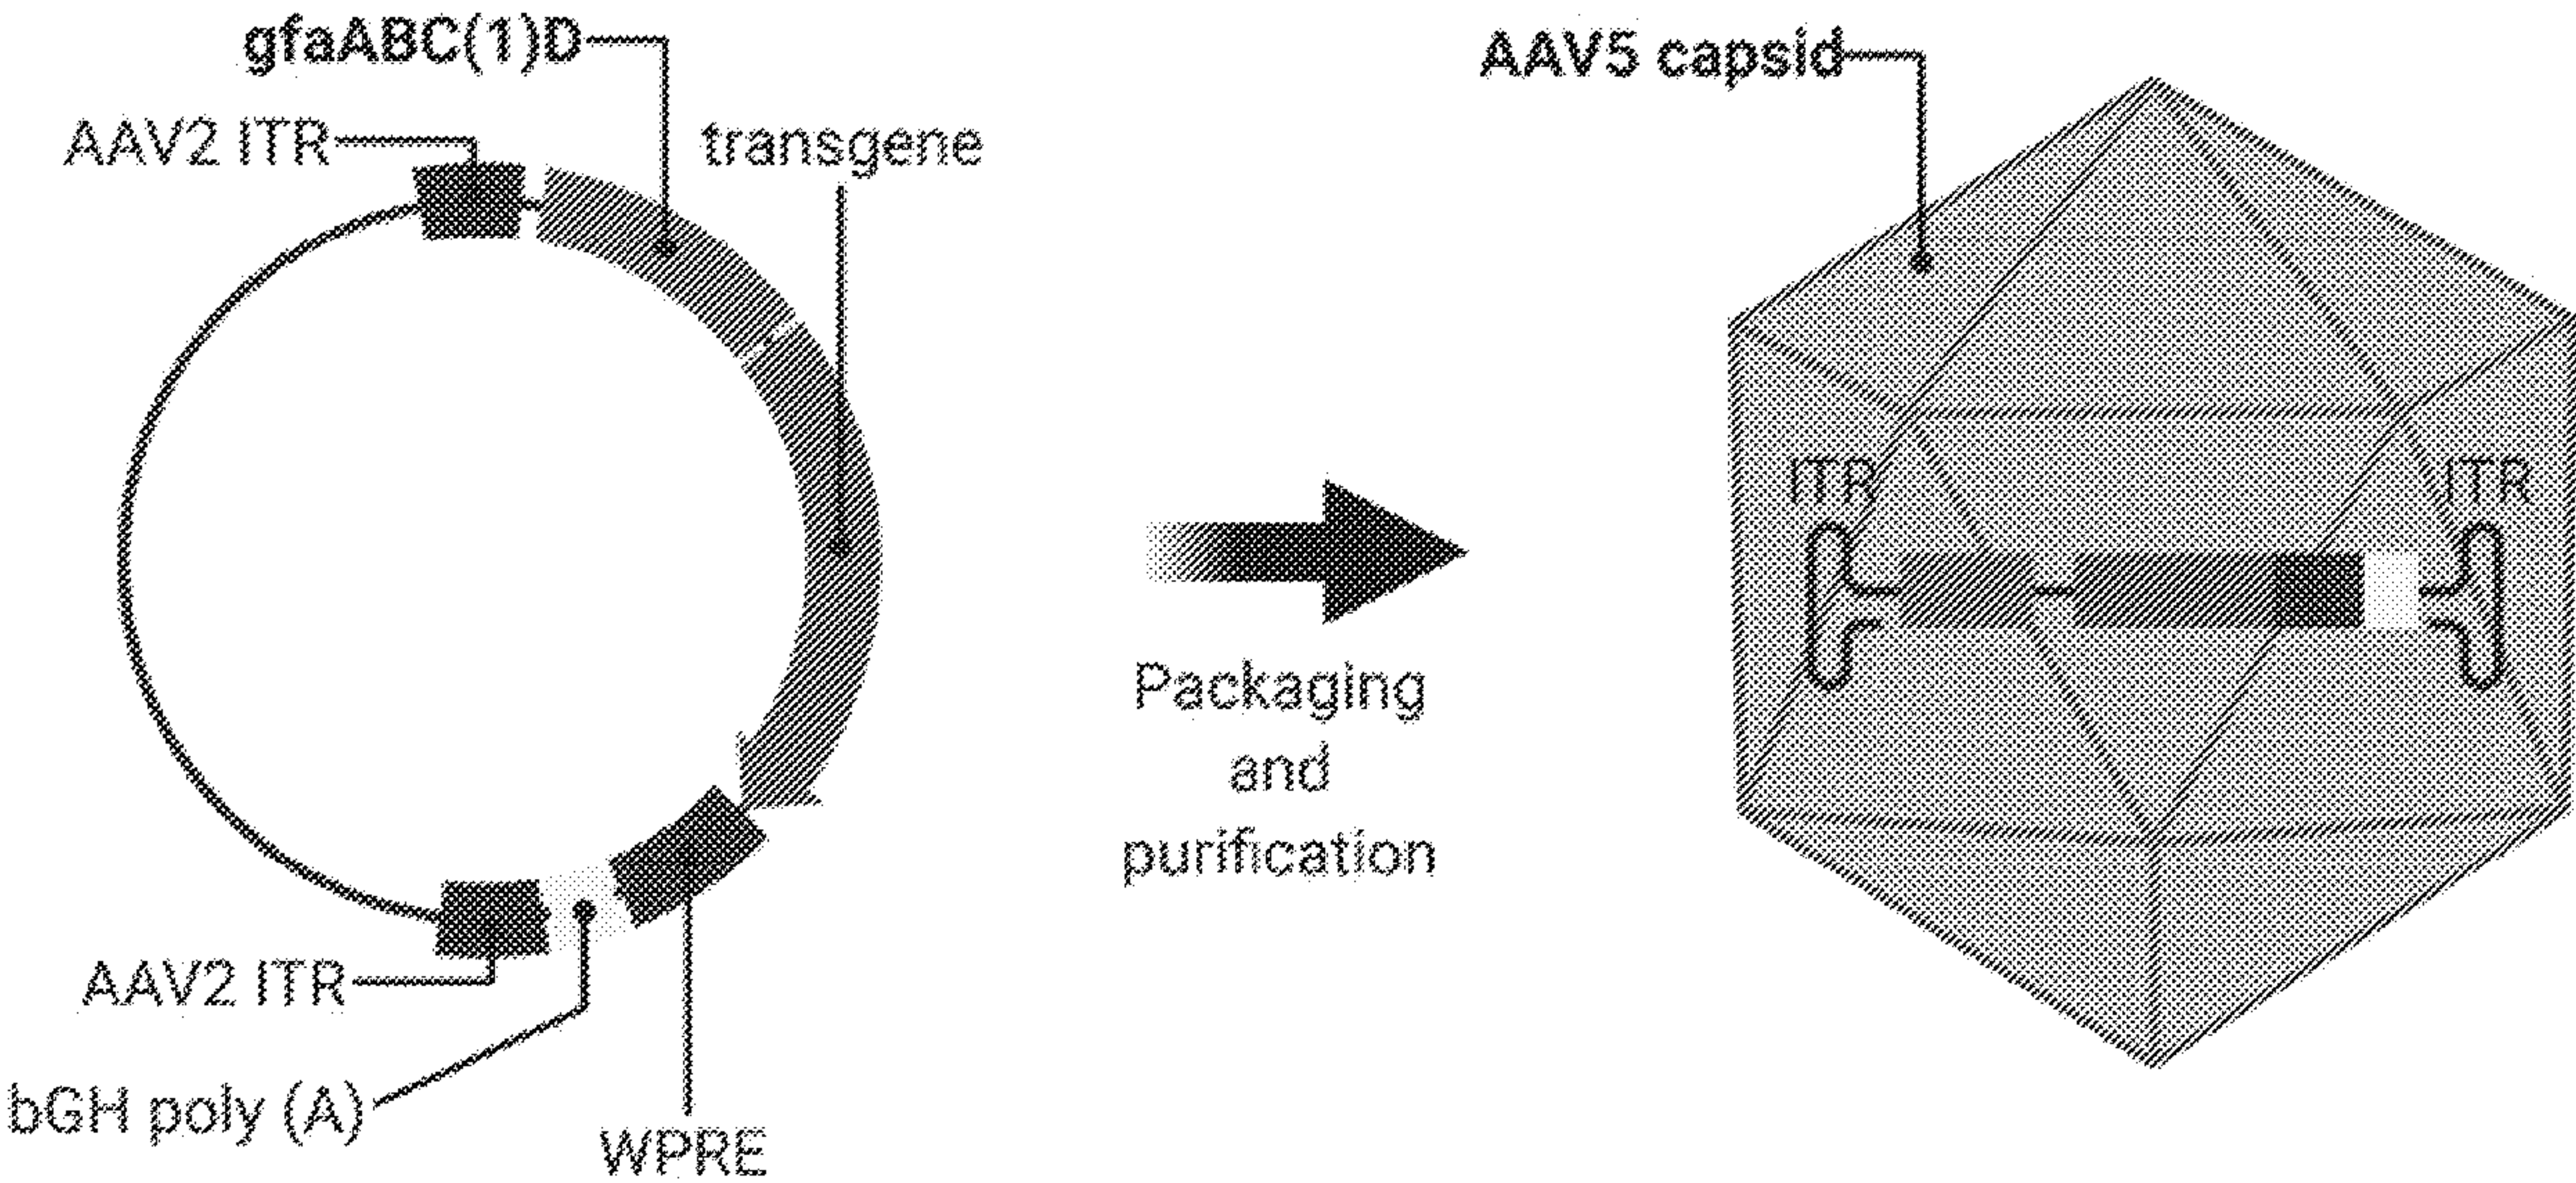 gfaABC(1)D
AAV2 ITR
transgene
AAV2 ITR
bGH poly (A)
WPRE
Packaging
and
purification
AAV5 capsid
ITR
ITR